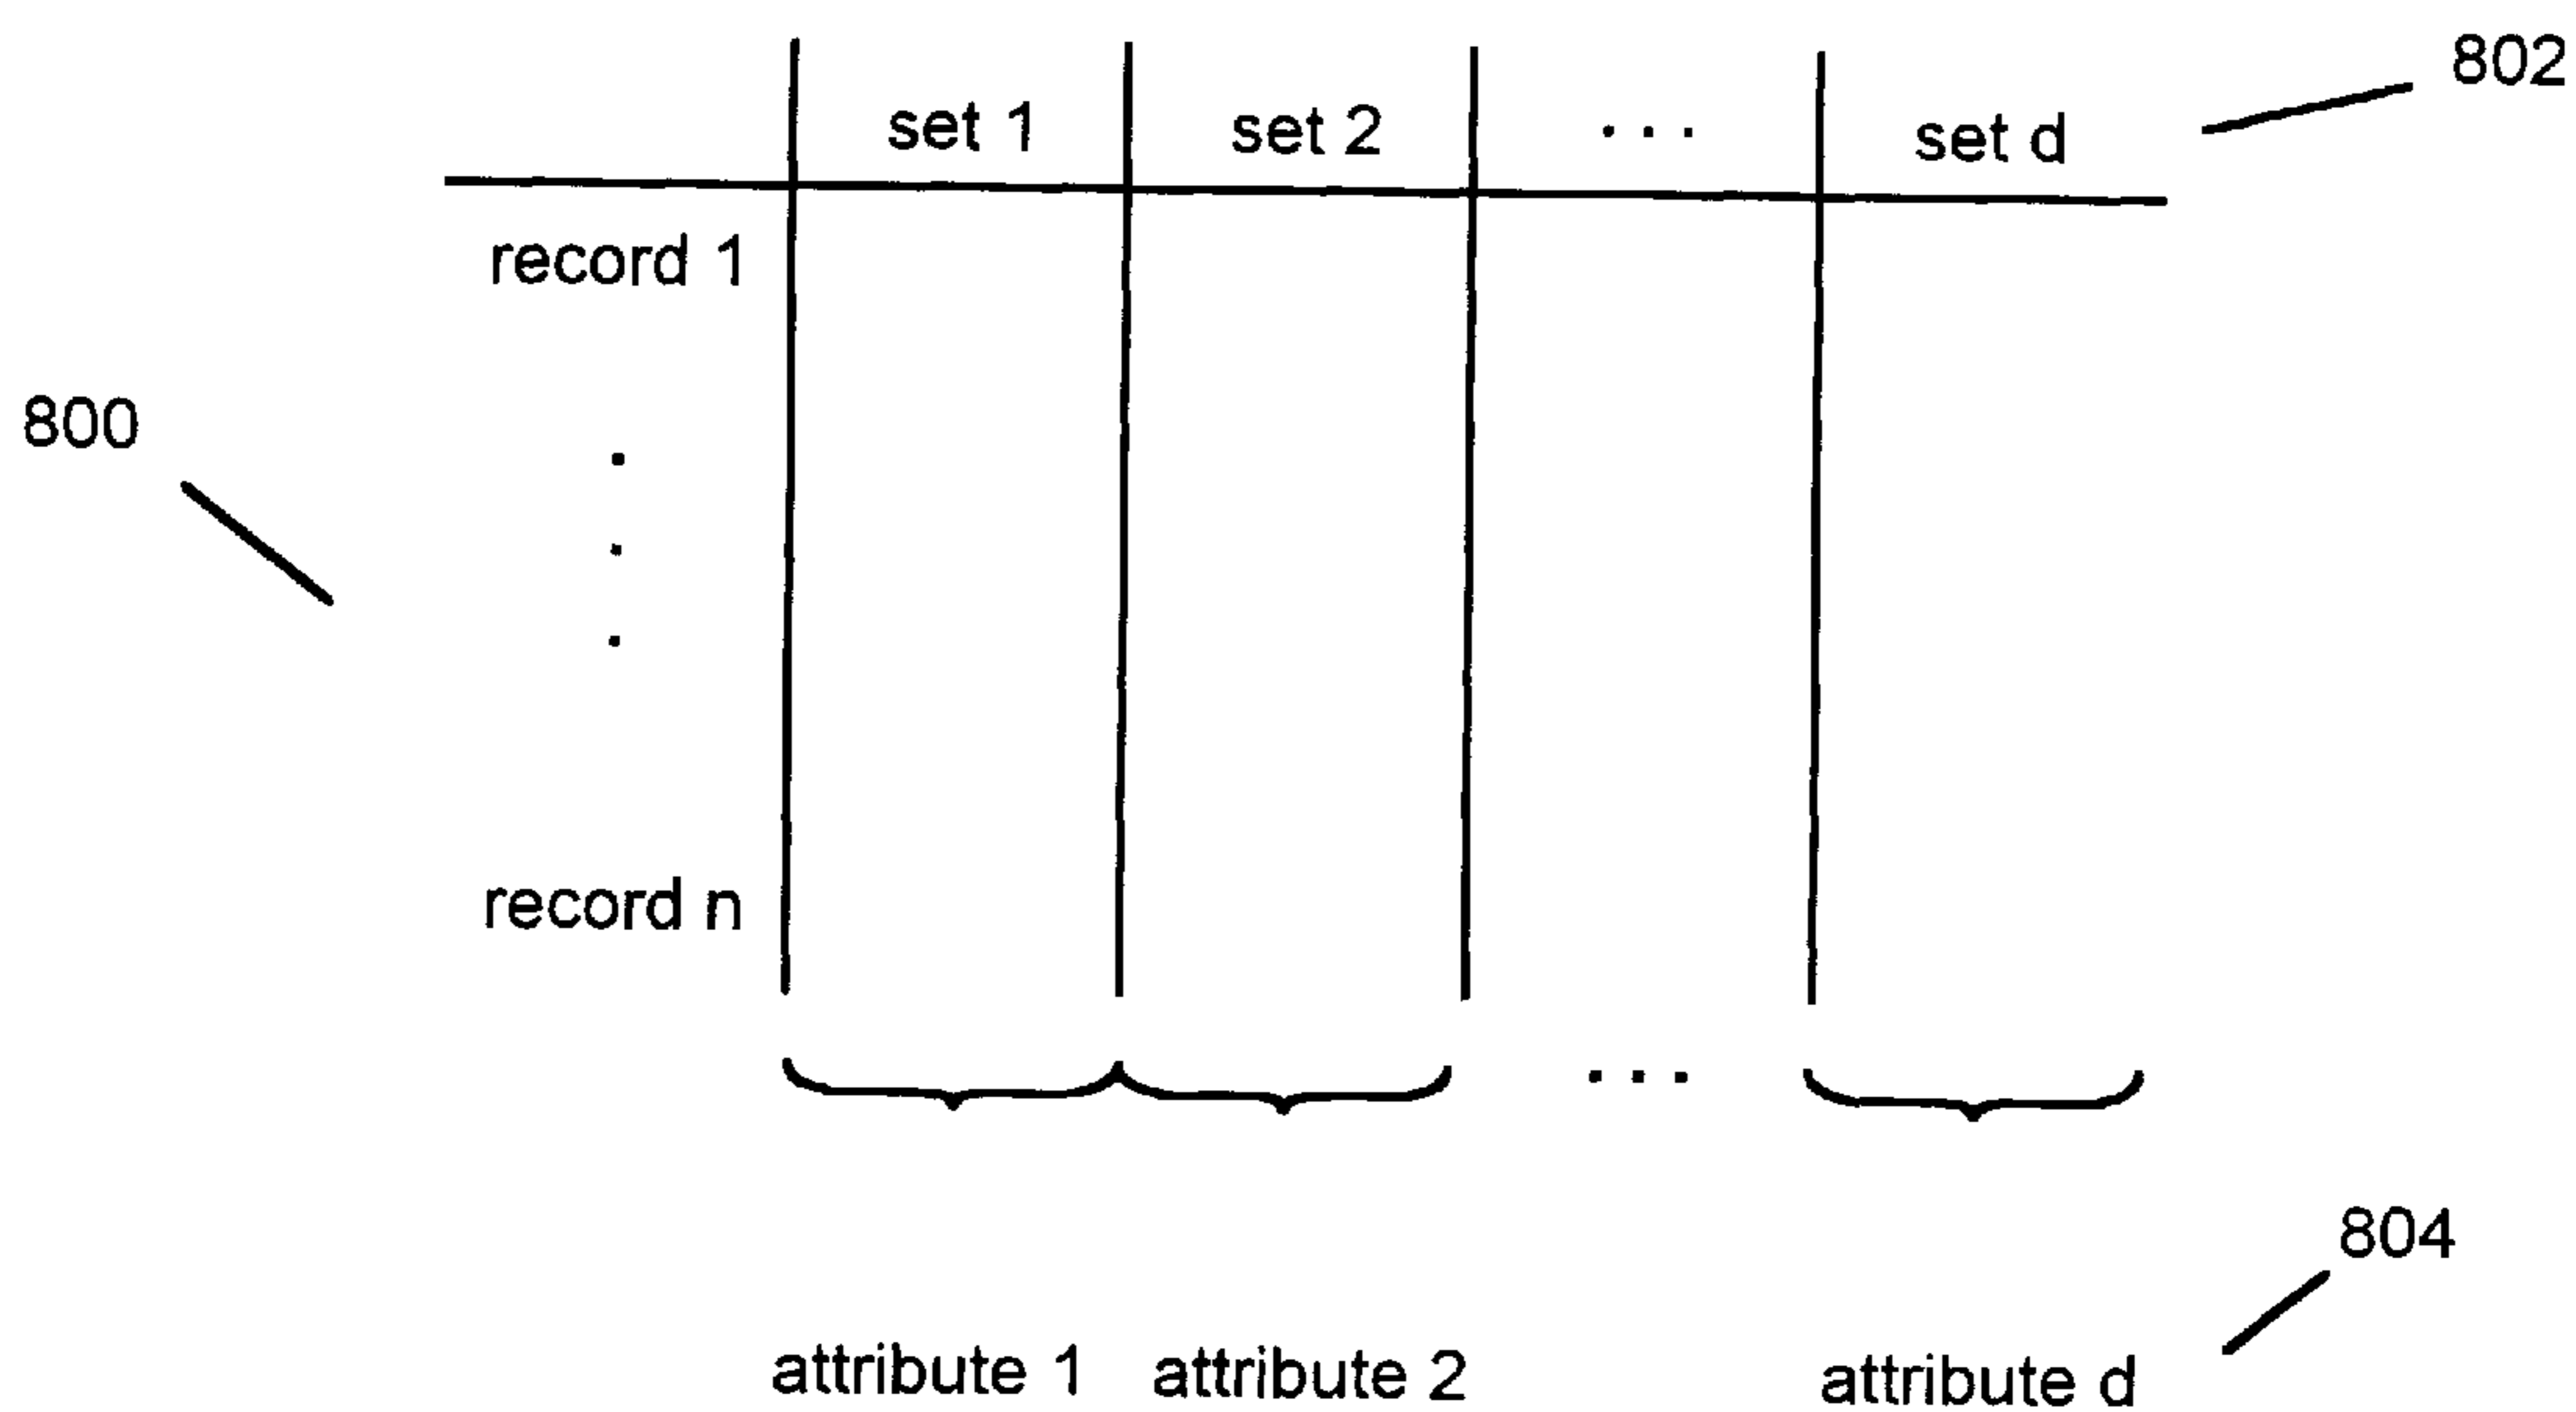 802
set 1 set 2 ... set d
record 1
800
.
.
.
record n
...
804
attribute 1 attribute 2 attribute d